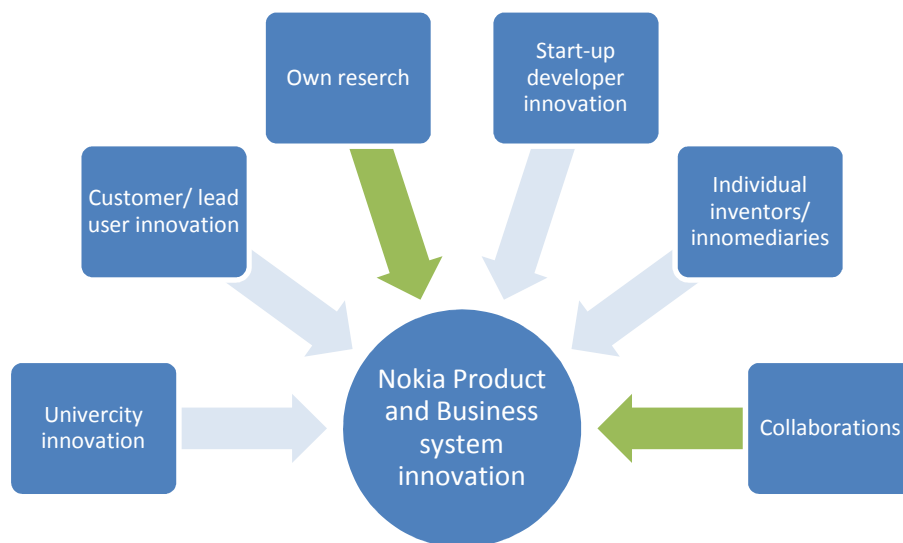 Own reserch
Start-up
developer
innovation
Customer/ lead
user innovation
Individual
inventors/
innomediaries
Univercity
innovation
Nokia Product
and Business
system
innovation
Collaborations